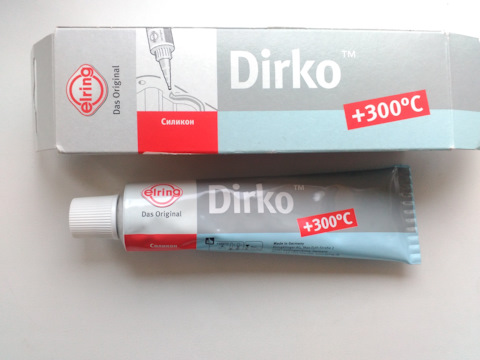 elring
Das Original
Силикон
Dirko™
+300°C
elring
Das Original
Силикон
Dirko™
+300°C
Made in Germany